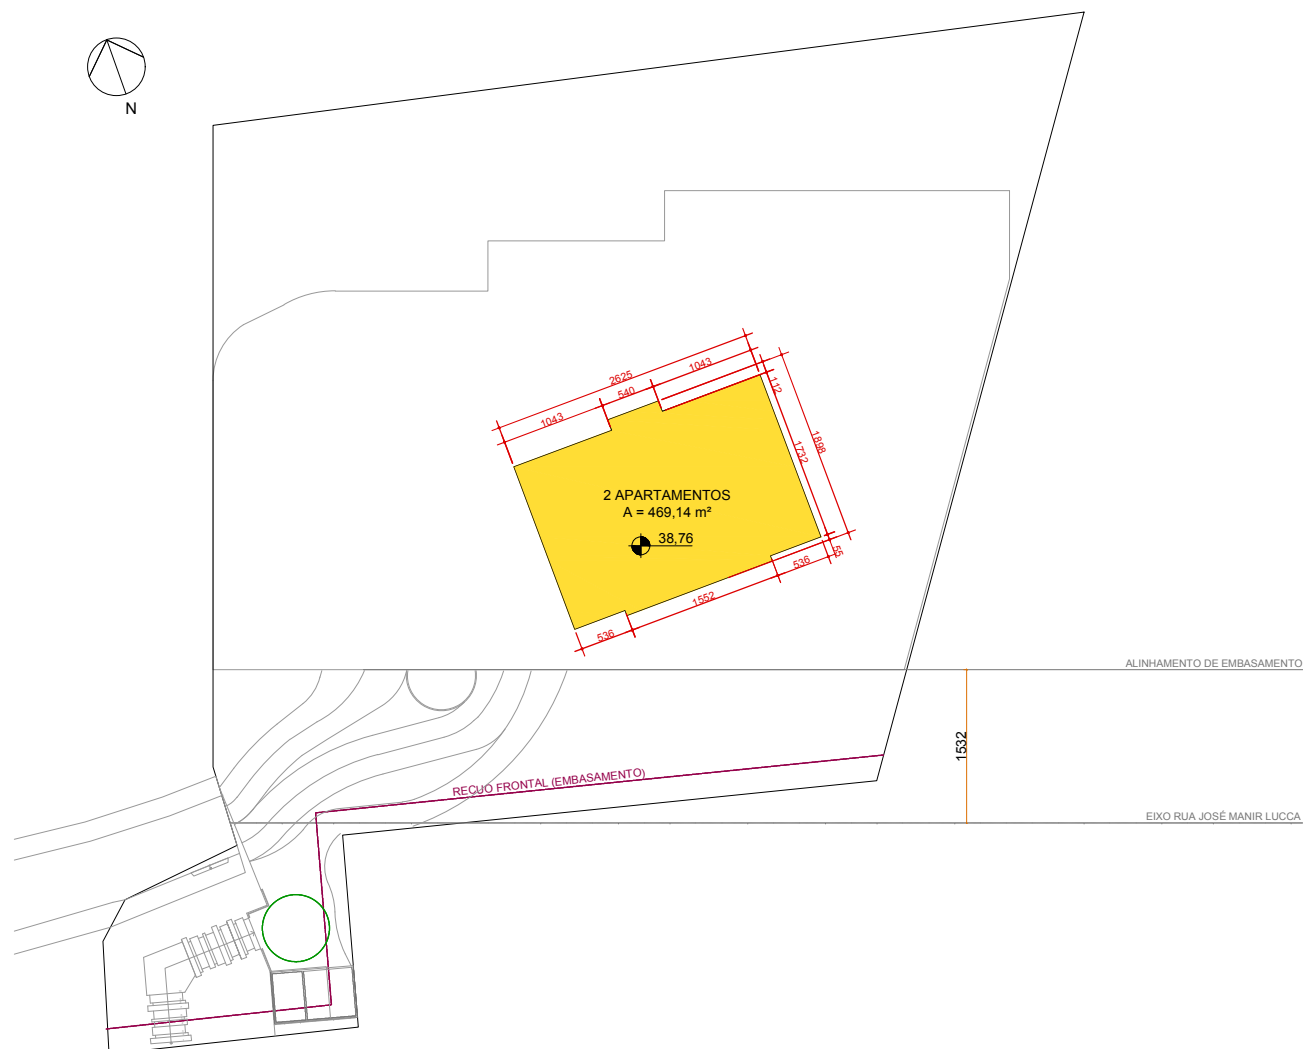 N
2625
1043
540
1043
112
1732
1898
2 APARTAMENTOS
A = 469,14 m²
38,76
55
536
1552
536
ALINHAMENTO DE EMBASAMENTO
1532
RECUO FRONTAL (EMBASAMENTO)
EIXO RUA JOSÉ MANIR LUCCA